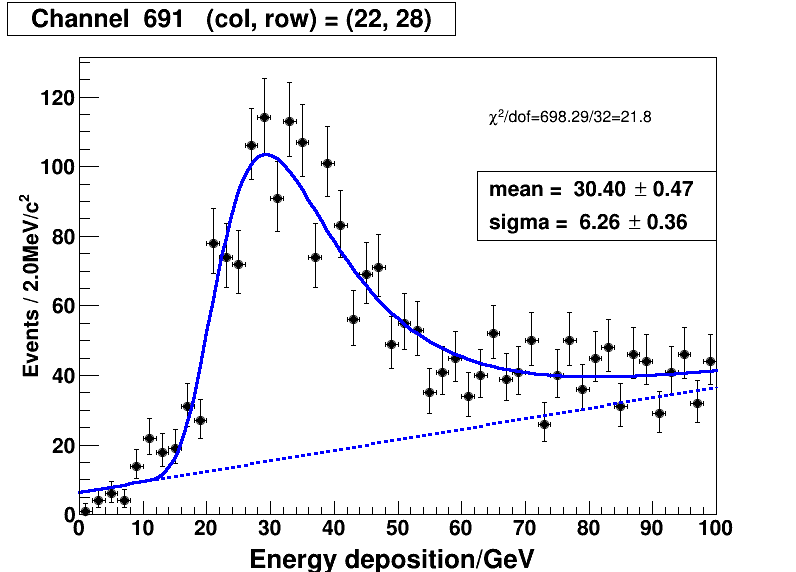 Channel  691   (col, row) = (22, 28)
χ²/dof=698.29/32=21.8
mean =  30.40 ± 0.47
sigma =  6.26 ± 0.36
Events / 2.0MeV/c²
120
100
80
60
40
20
0
0 10 20 30 40 50 60 70 80 90 100
Energy deposition/GeV